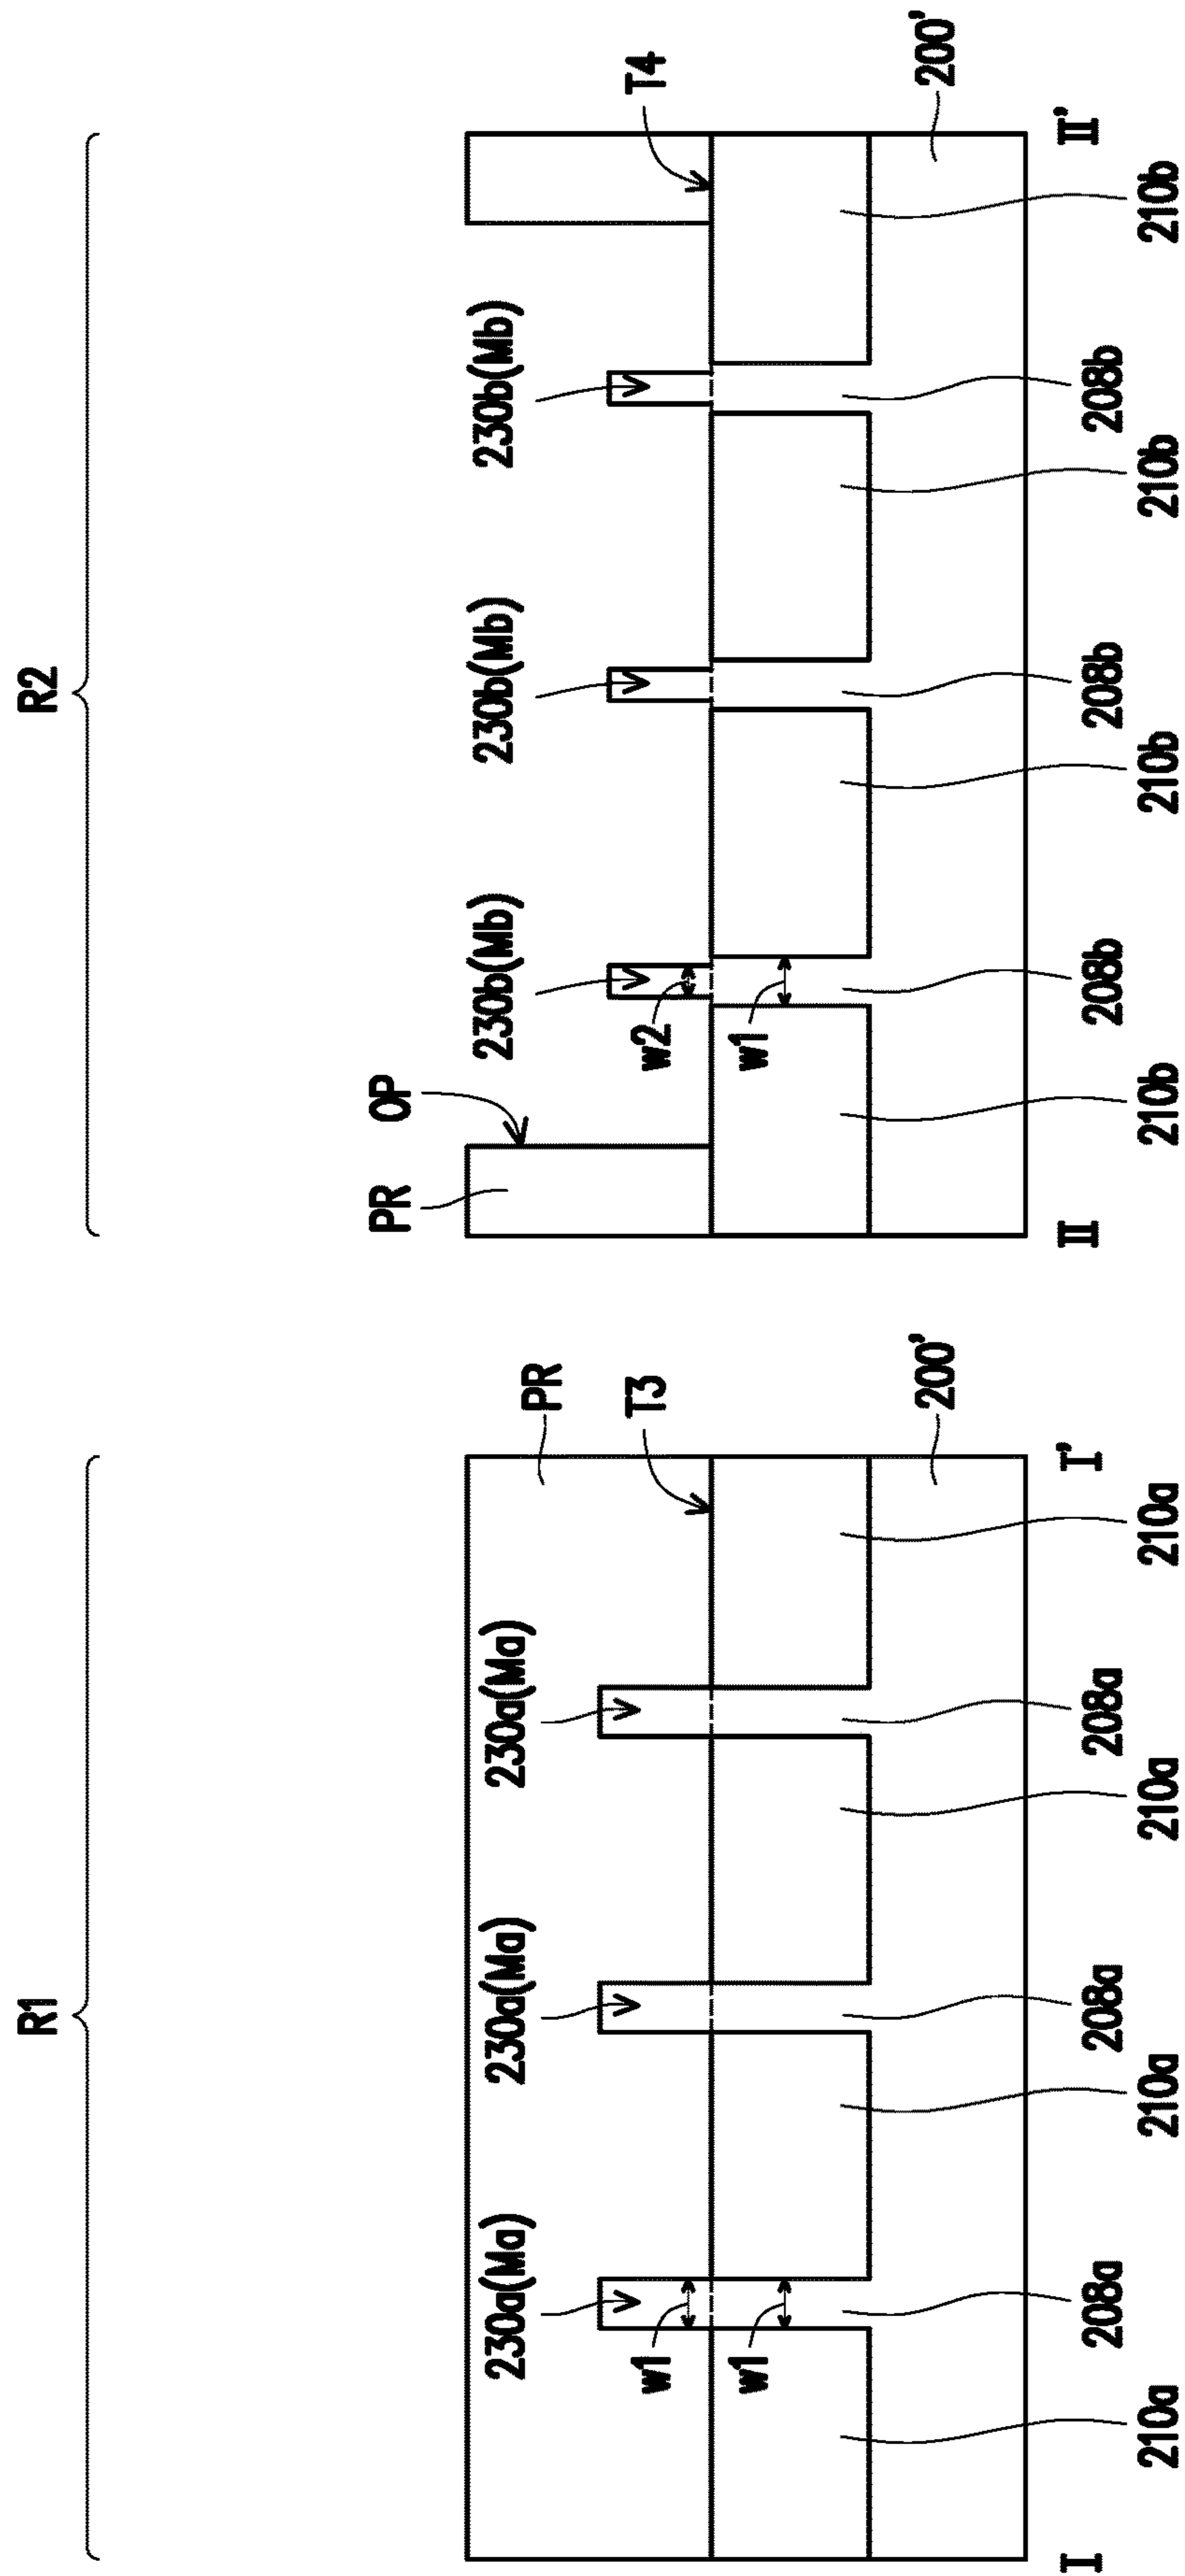 R1
R2
PR
OP
230a(Ma)
230a(Ma)
230a(Ma)
PR
230b(Mb)
230b(Mb)
230b(Mb)
w1
T3
w2
T4
w1
w1
200'
200'
I
I'
II
II'
208a
208a
208a
208b
208b
208b
210a
210a
210a
210a
210b
210b
210b
210b